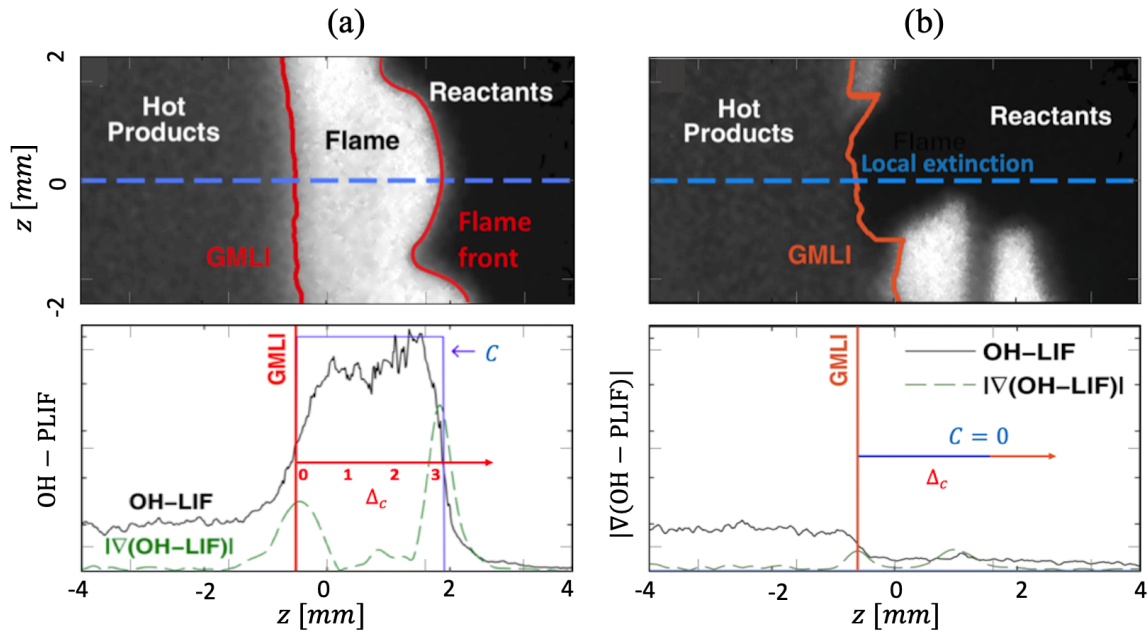 (a)
(b)
2
0
-2
z [mm]
Hot
Products
Flame
Reactants
GMLI
Flame
front
Hot
Products
Flame
Reactants
Local extinction
GMLI
OH – PLIF
GMLI
← C
0 1 2 3
Δc
OH–LIF
|∇(OH–LIF)|
-4 -2 0 2 4
z [mm]
|∇(OH – PLIF)|
GMLI
OH–LIF
|∇(OH–LIF)|
C = 0
Δc
-4 -2 0 2 4
z [mm]